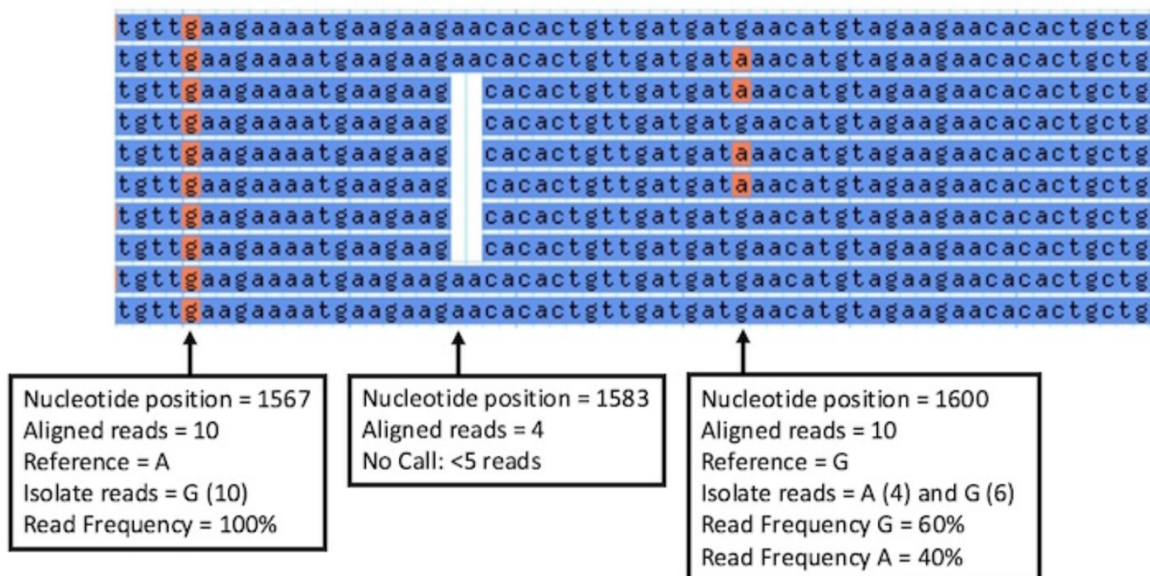 tgttgaagaaaatgaagaagaacacactgttgatgatgaacatgtagaagaacacactgctg
tgttgaagaaaatgaagaagaacacactgttgatgataaacatgtagaagaacacactgctg
tgttgaagaaaatgaagaag cacactgttgatgataaacatgtagaagaacacactgctg
tgttgaagaaaatgaagaag cacactgttgatgatgaacatgtagaagaacacactgctg
tgttgaagaaaatgaagaag cacactgttgatgataaacatgtagaagaacacactgctg
tgttgaagaaaatgaagaag cacactgttgatgataaacatgtagaagaacacactgctg
tgttgaagaaaatgaagaag cacactgttgatgatgaacatgtagaagaacacactgctg
tgttgaagaaaatgaagaag cacactgttgatgatgaacatgtagaagaacacactgctg
tgttgaagaaaatgaagaagaacacactgttgatgatgaacatgtagaagaacacactgctg
tgttgaagaaaatgaagaagaacacactgttgatgatgaacatgtagaagaacacactgctg
Nucleotide position = 1567
Aligned reads = 10
Reference = A
Isolate reads = G (10)
Read Frequency = 100%
Nucleotide position = 1583
Aligned reads = 4
No Call: <5 reads
Nucleotide position = 1600
Aligned reads = 10
Reference = G
Isolate reads = A (4) and G (6)
Read Frequency G = 60%
Read Frequency A = 40%